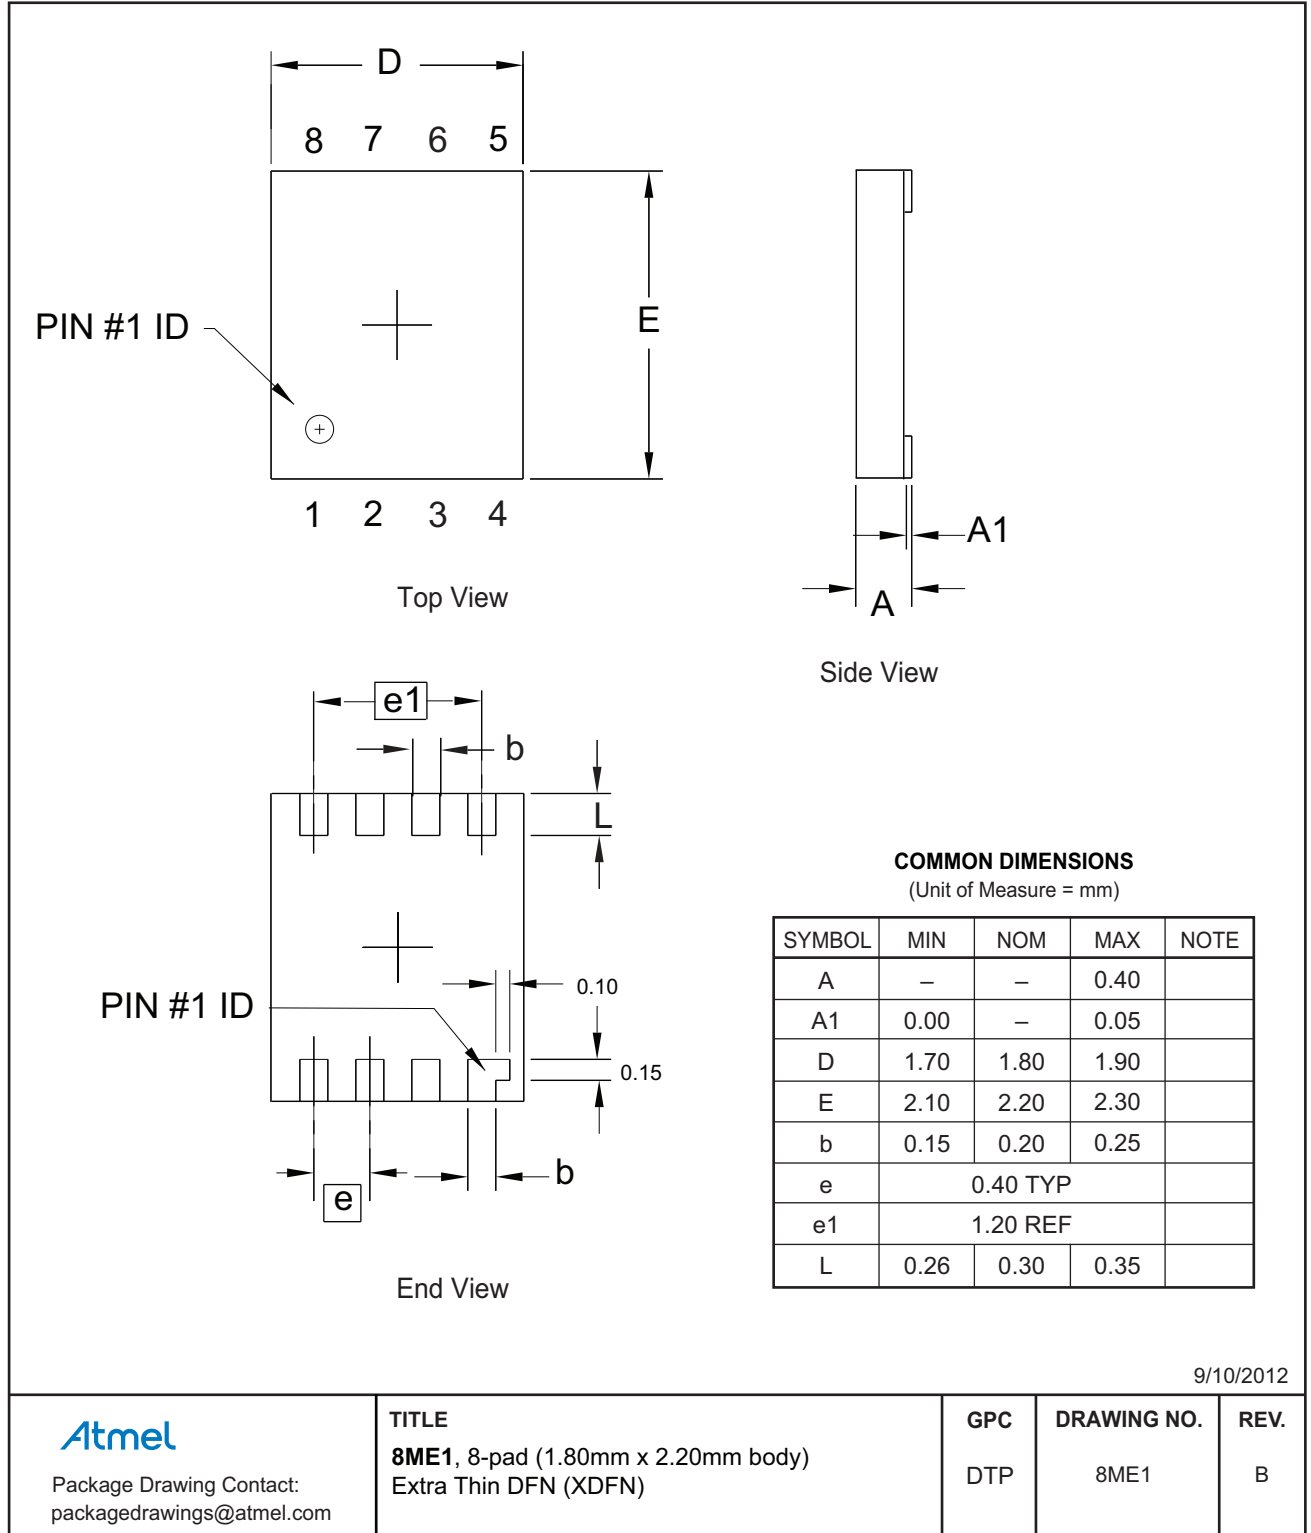 D
8 7 6 5
PIN #1 ID
E
1 2 3 4
Top View
A1
A
Side View
e1
b
L
PIN #1 ID
0.10
0.15
e
b
End View
COMMON DIMENSIONS
(Unit of Measure = mm)
SYMBOL MIN NOM MAX NOTE
A – – 0.40
A1 0.00 – 0.05
D 1.70 1.80 1.90
E 2.10 2.20 2.30
b 0.15 0.20 0.25
e 0.40 TYP
e1 1.20 REF
L 0.26 0.30 0.35
9/10/2012
Atmel
Package Drawing Contact:
packagedrawings@atmel.com
TITLE
8ME1, 8-pad (1.80mm x 2.20mm body)
Extra Thin DFN (XDFN)
GPC
DTP
DRAWING NO.
8ME1
REV.
B